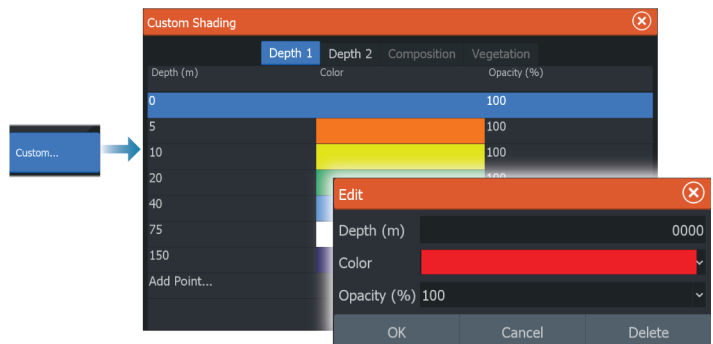 Custom Shading
Depth 1 Depth 2 Composition Vegetation
Depth (m) Color Opacity (%)
0 100
5 100
10 100
20 100
40
75
150
Add Point...
Custom...
Edit
Depth (m) 0000
Color
Opacity (%) 100
OK Cancel Delete